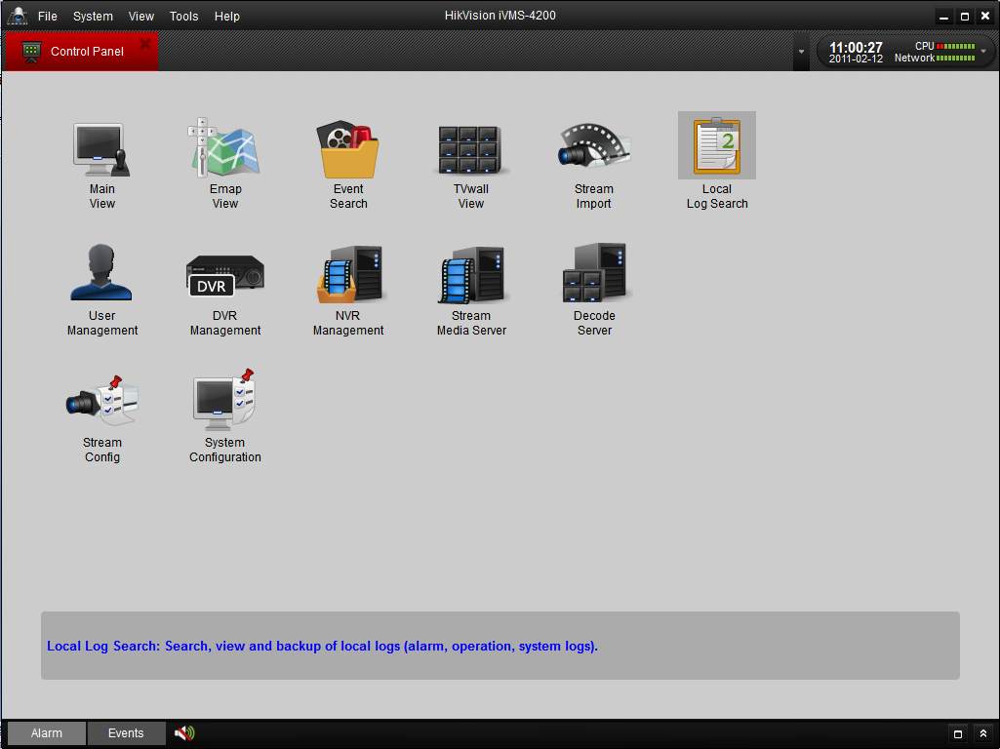 File System View Tools Help HikVision iVMS-4200
Control Panel
11:00:27 CPU
2011-02-12 Network
Main
View
Emap
View
Event
Search
TVwall
View
Stream
Import
2
Local
Log Search
User
Management
DVR
DVR
Management
NVR
Management
Stream
Media Server
Decode
Server
Stream
Config
System
Configuration
Local Log Search: Search, view and backup of local logs (alarm, operation, system logs).
Alarm Events